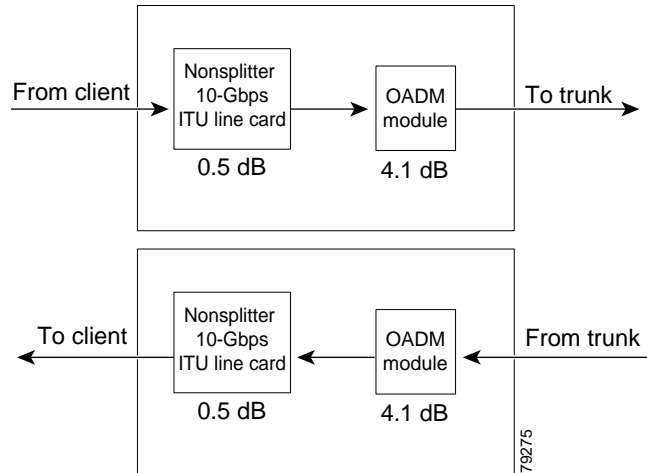 Nonsplitter
10-Gbps
ITU line card
OADM
module
From client
To trunk
0.5 dB
4.1 dB
Nonsplitter
10-Gbps
ITU line card
OADM
module
To client
From trunk
0.5 dB
4.1 dB
79275